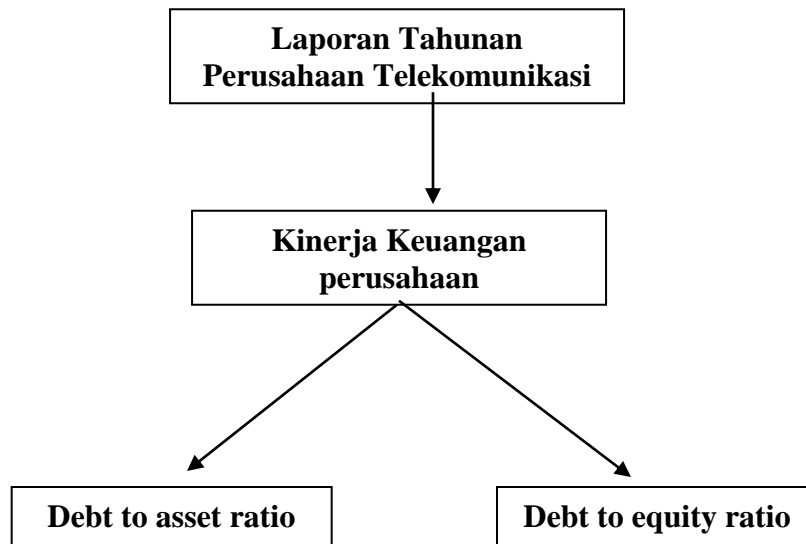 Laporan Tahunan
Perusahaan Telekomunikasi
Kinerja Keuangan
perusahaan
Debt to asset ratio
Debt to equity ratio